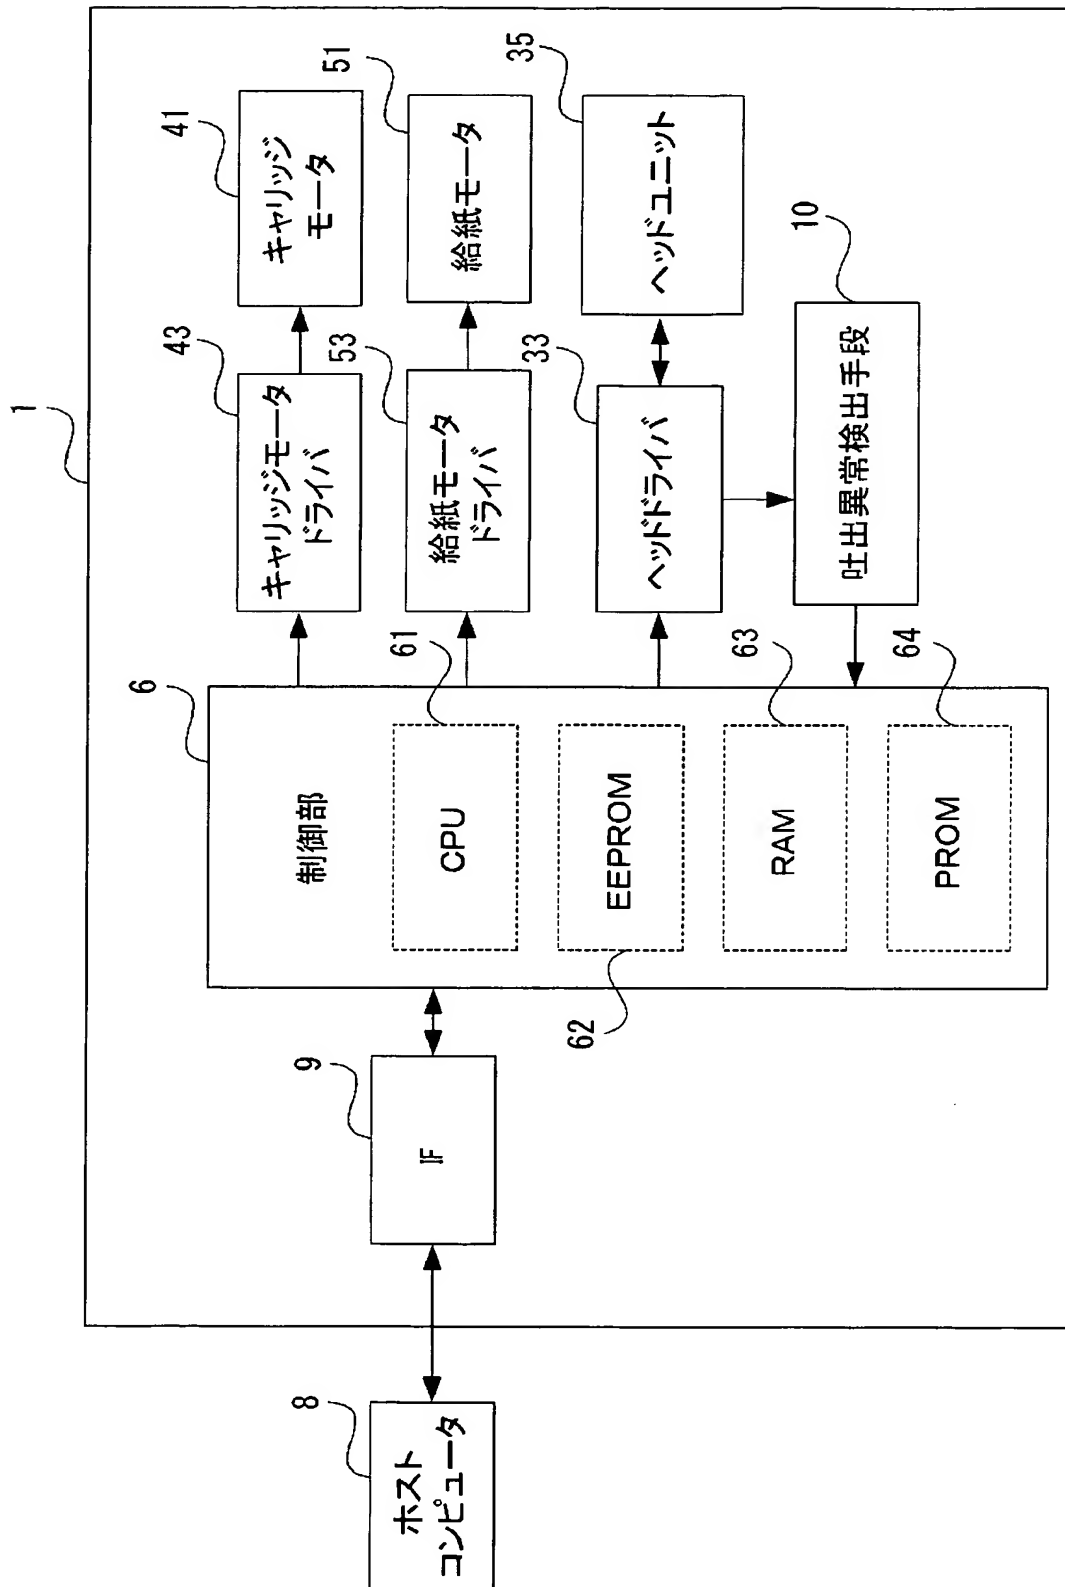 1
8
ホスト
コンピュータ
9
IF
6
制御部
61
CPU
62
EEPROM
63
RAM
64
PROM
43
キャリッジモータ
ドライバ
41
キャリッジ
モータ
53
給紙モータ
ドライバ
51
給紙モータ
33
ヘッドドライバ
35
ヘッドユニット
10
吐出異常検出手段